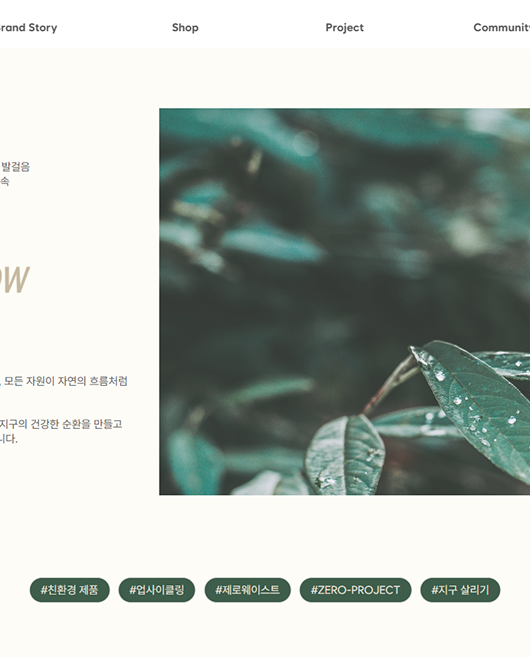 Brand Story Shop Project Community
발걸음
속
ow
모든 자원이 자연의 흐름처럼
지구의 건강한 순환을 만들고
니다.
#친환경 제품 #업사이클링 #제로웨이스트 #ZERO-PROJECT #지구 살리기